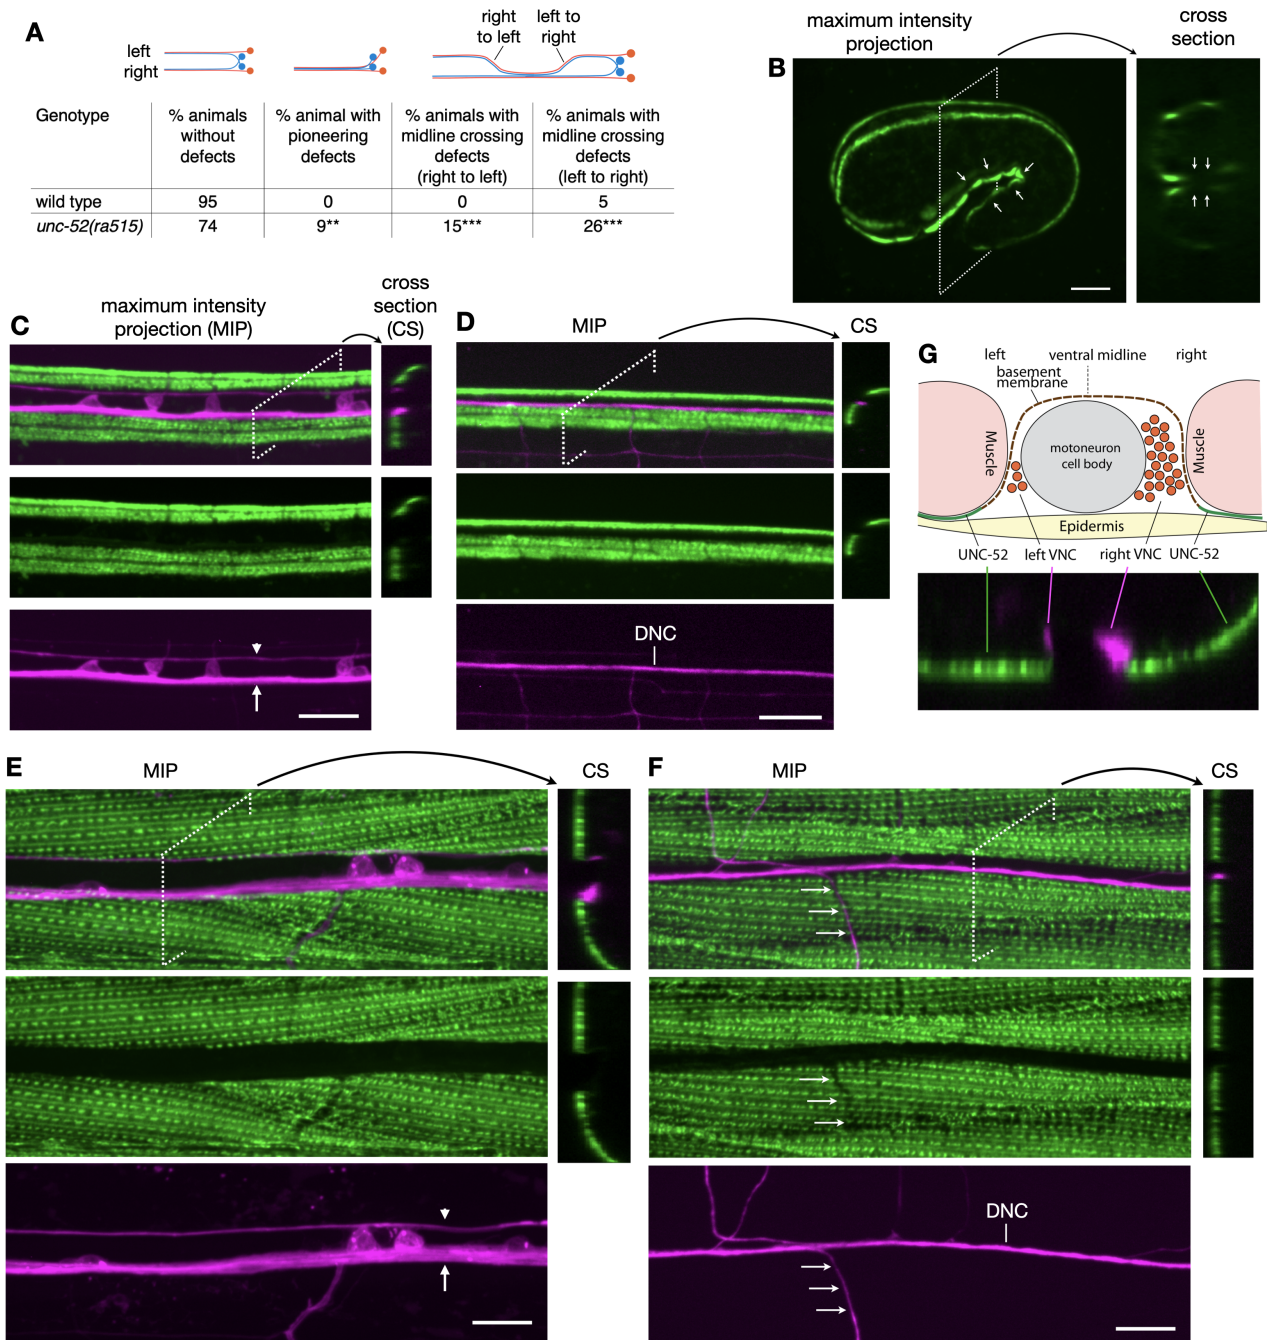 A
left
right
right
to left
left to
right
Genotype
% animals
without
defects
% animal with
pioneering
defects
% animals with
midline crossing
defects
(right to left)
% animals with
midline crossing
defects
(left to right)
wild type 95 0 0 5
unc-52(ra515) 74 9** 15*** 26***
B
maximum intensity
projection
cross
section
C
maximum intensity
projection (MIP)
cross
section
(CS)
D
MIP
CS
DNC
G
left
ventral midline
right
basement
membrane
Muscle
motoneuron
cell body
Muscle
Epidermis
UNC-52
left VNC
right VNC
UNC-52
E
MIP
CS
F
MIP
CS
DNC